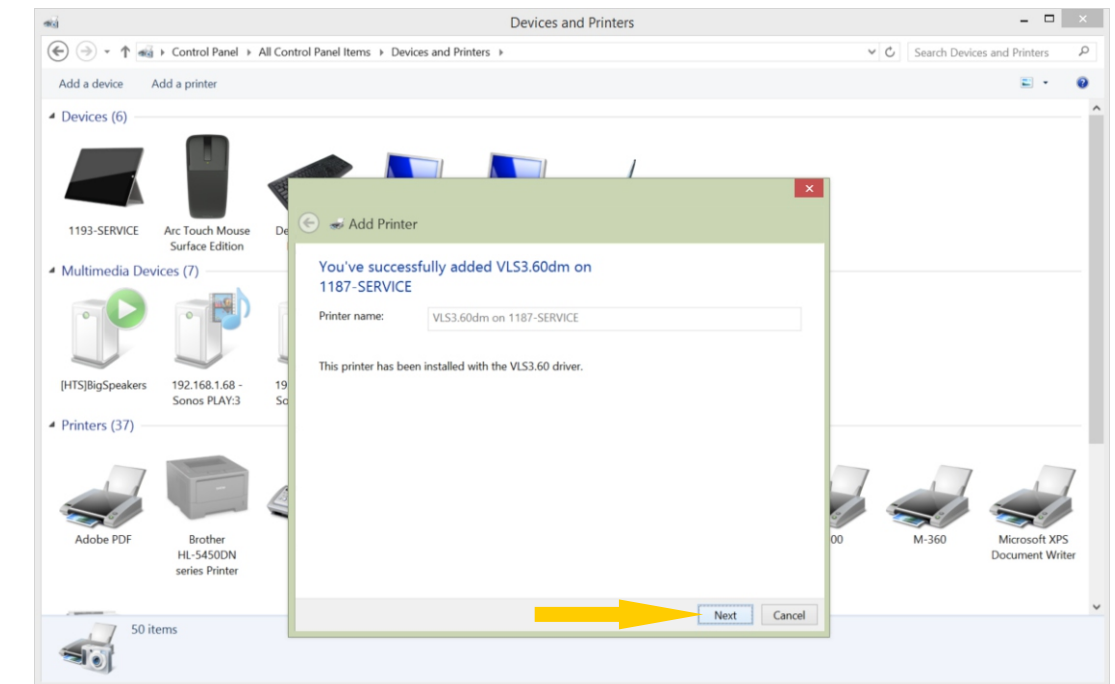 Devices and Printers
Control Panel All Control Panel Items Devices and Printers
Search Devices and Printers
Add a device Add a printer
Devices (6)
1193-SERVICE
Arc Touch Mouse
Surface Edition
De
Multimedia Devices (7)
[HTS]BigSpeakers
192.168.1.68 -
Sonos PLAY:3
19
So
Printers (37)
Adobe PDF
Brother
HL-5450DN
series Printer
00
M-360
Microsoft XPS
Document Writer
50 items
Add Printer
You've successfully added VLS3.60dm on
1187-SERVICE
Printer name: VLS3.60dm on 1187-SERVICE
This printer has been installed with the VLS3.60 driver.
Next Cancel